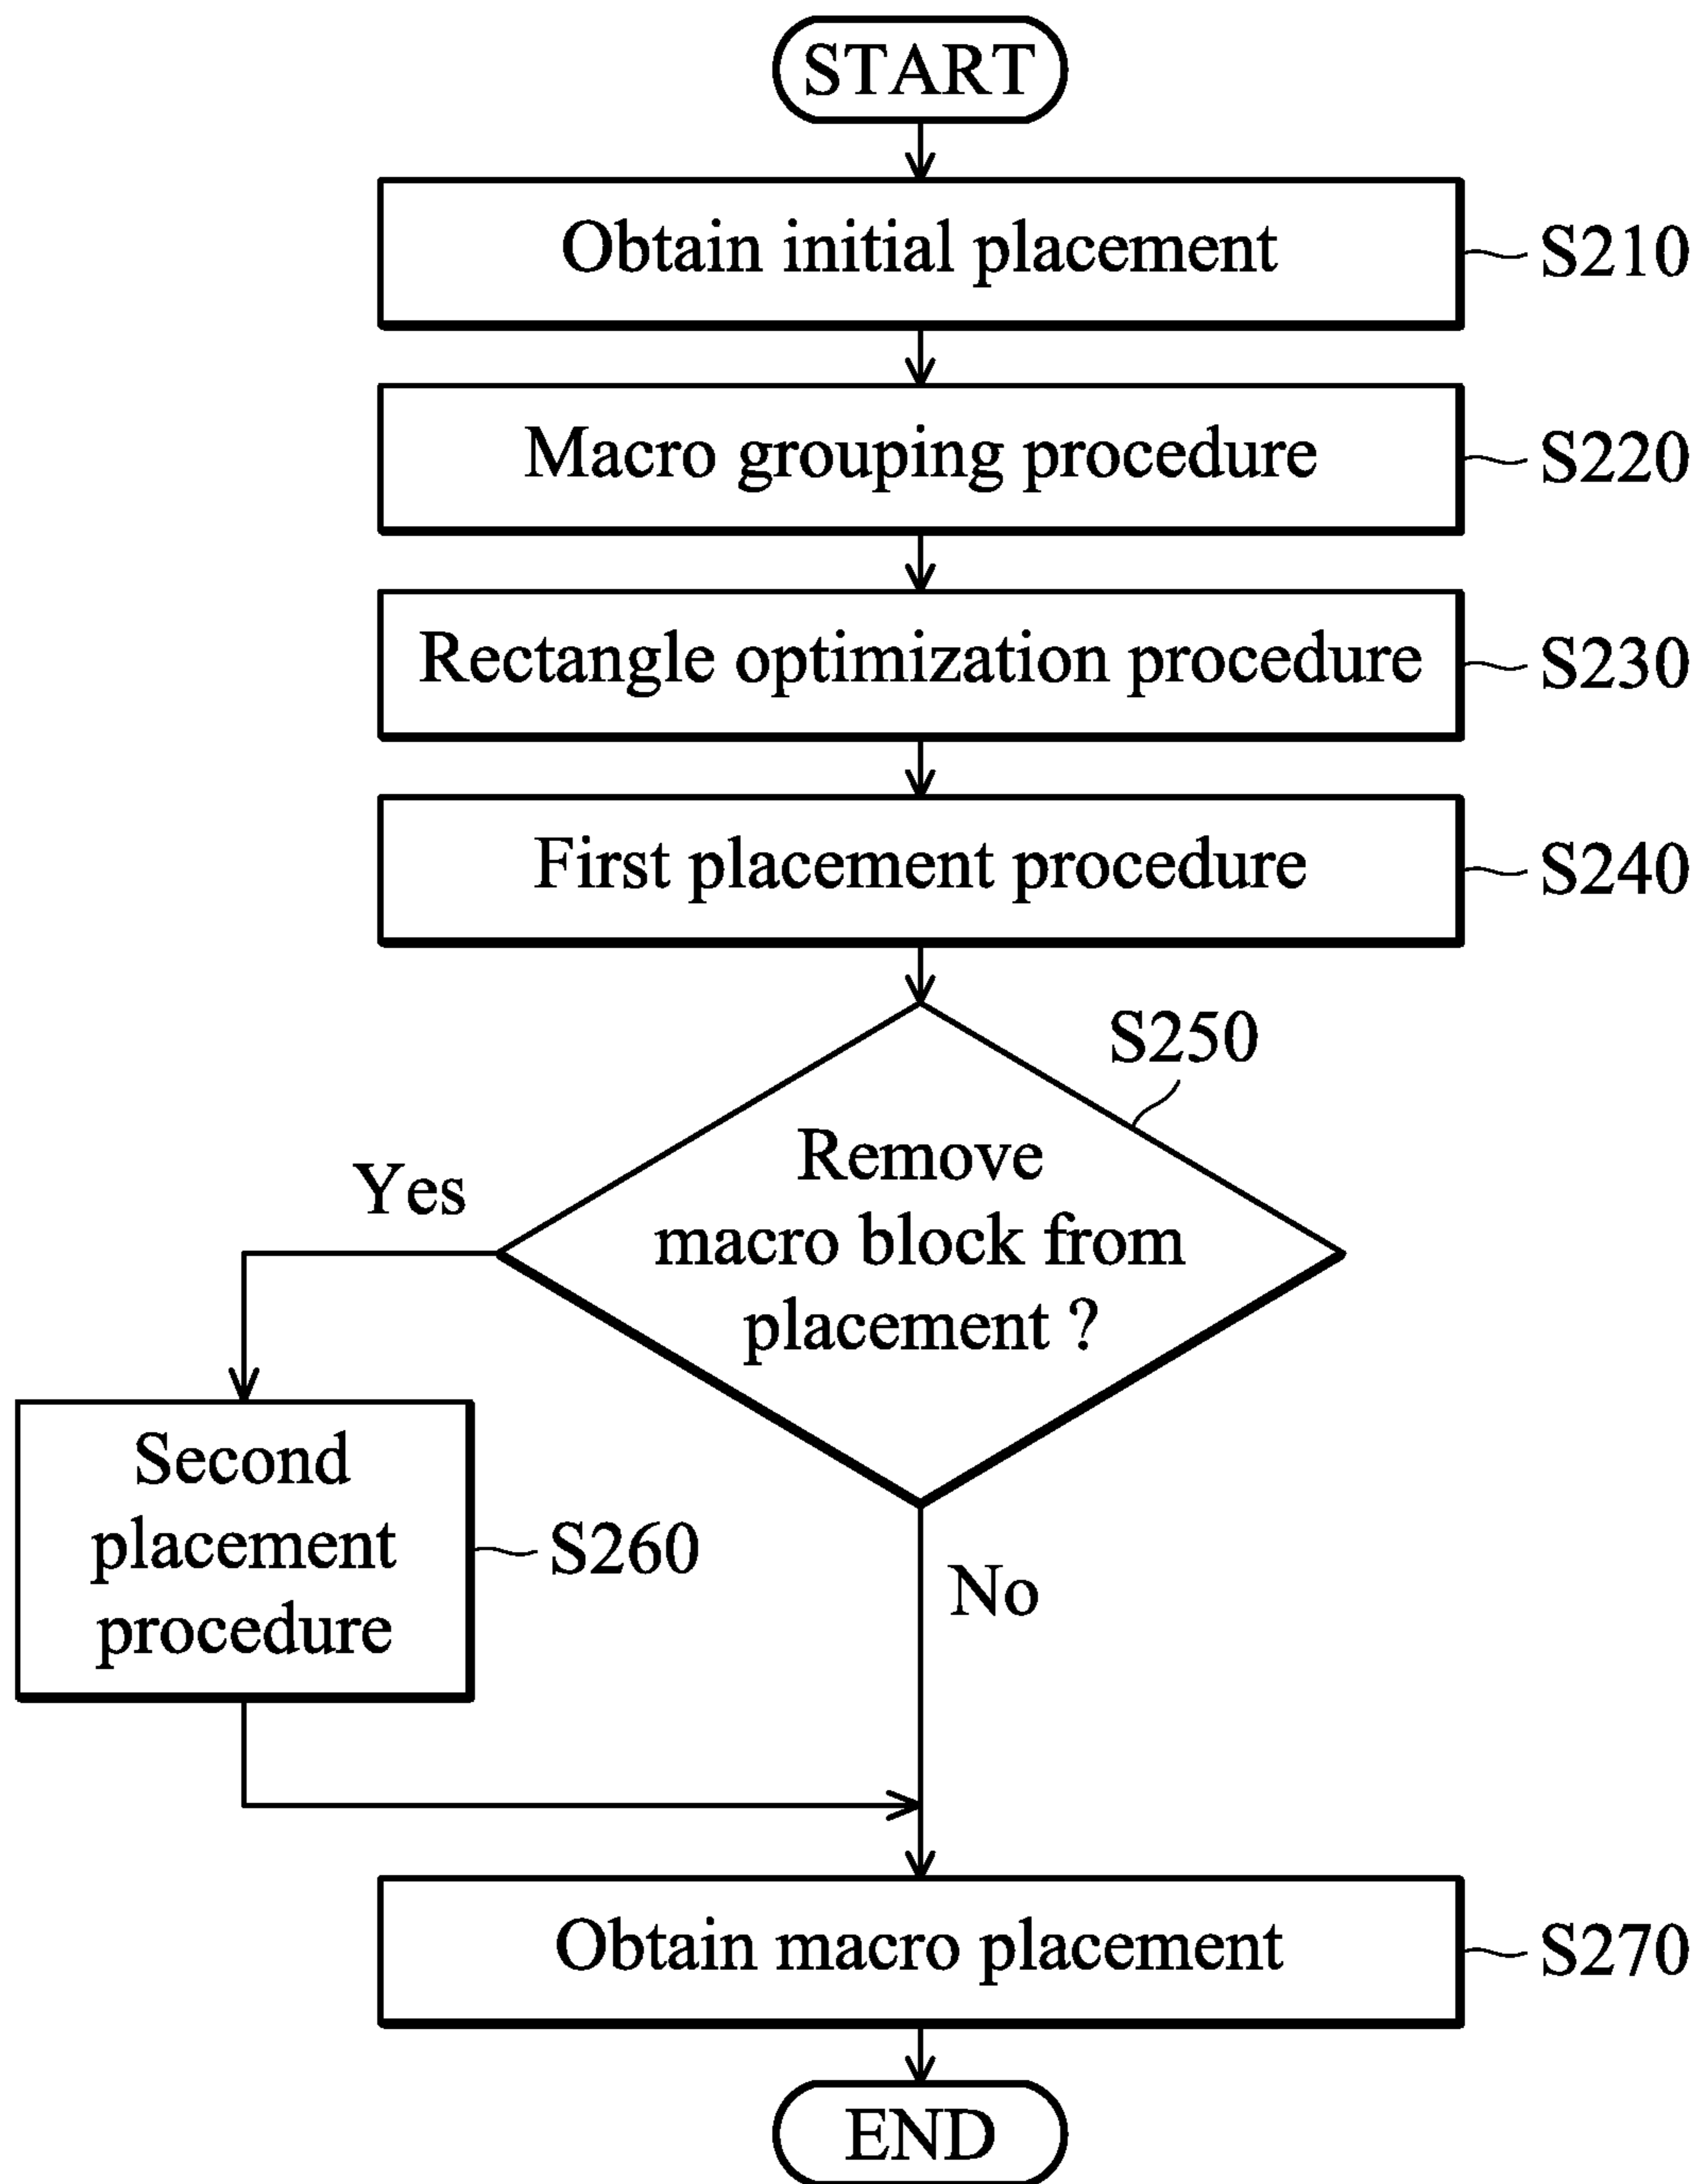 START
Obtain initial placement
S210
Macro grouping procedure
S220
Rectangle optimization procedure
S230
First placement procedure
S240
S250
Remove
macro block from
placement ?
Yes
Second
placement
procedure
S260
No
Obtain macro placement
S270
END